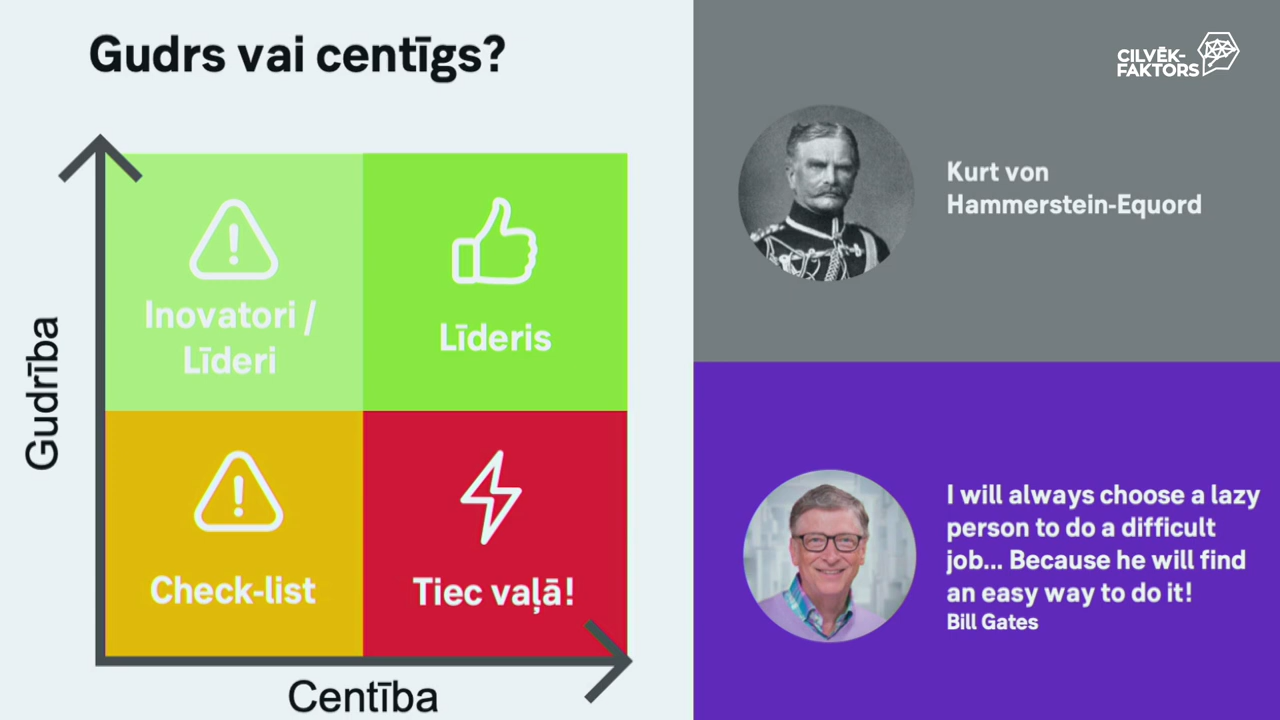 Gudrs vai centīgs?
CILVĒK-
FAKTORS
Kurt von
Hammerstein-Equord
Gudrība
Inovatori /
Līderi
Līderis
Check-list
Tiec vaļā!
Centība
I will always choose a lazy
person to do a difficult
job... Because he will find
an easy way to do it!
Bill Gates